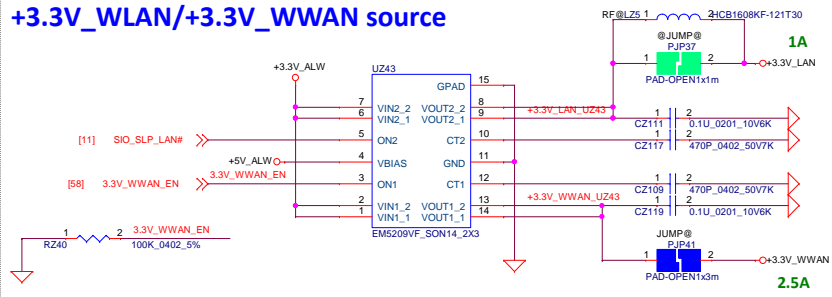 +3.3V_WLAN/+3.3V_WWAN source
RF@LZ5 1 2 HCB1608KF-121T30
@JUMP@
PJP37
1A
1 2 +3.3V_LAN
PAD-OPEN1x1m
+3.3V_ALW
UZ43
GPAD 15
7 VIN2_2 VOUT2_2 8 +3.3V_LAN_UZ43
6 VIN2_1 VOUT2_1 9
1 2
CZ111 0.1U_0201_10V6K
[11] SIO_SLP_LAN# 5 ON2 CT2 10
1 2
CZ117 470P_0402_50V7K
+5V_ALW 4 VBIAS GND 11
[58] 3.3V_WWAN_EN 3.3V_WWAN_EN 3 ON1 CT1 12
1 2
CZ109 470P_0402_50V7K
2 VIN1_2 VOUT1_2 13 +3.3V_WWAN_UZ43
1 VIN1_1 VOUT1_1 14
1 2
CZ119 0.1U_0201_10V6K
EM5209VF_SON14_2X3
1 2 3.3V_WWAN_EN
RZ40 100K_0402_5%
JUMP@
PJP41
1 2 +3.3V_WWAN
PAD-OPEN1x3m
2.5A